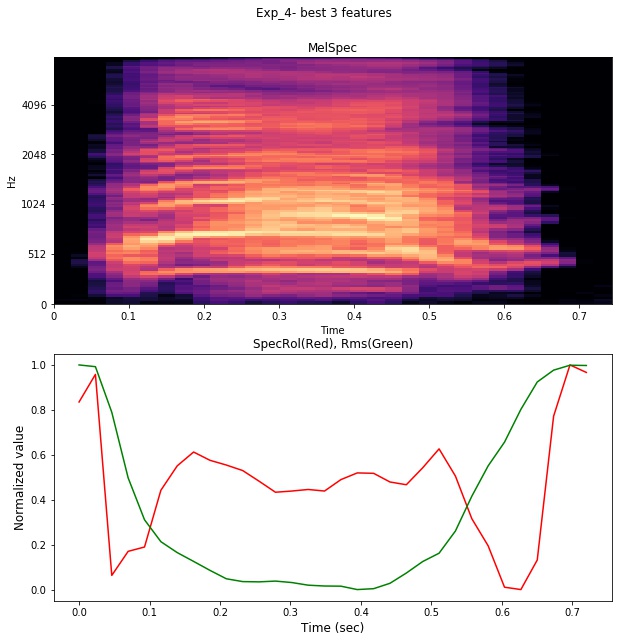 Exp_4- best 3 features
MelSpec
4096
2048
1024
512
0
Hz
0 0.1 0.2 0.3 0.4 0.5 0.6 0.7
Time
SpecRol(Red), Rms(Green)
1.0
0.8
0.6
0.4
0.2
0.0
Normalized value
0.0 0.1 0.2 0.3 0.4 0.5 0.6 0.7
Time (sec)